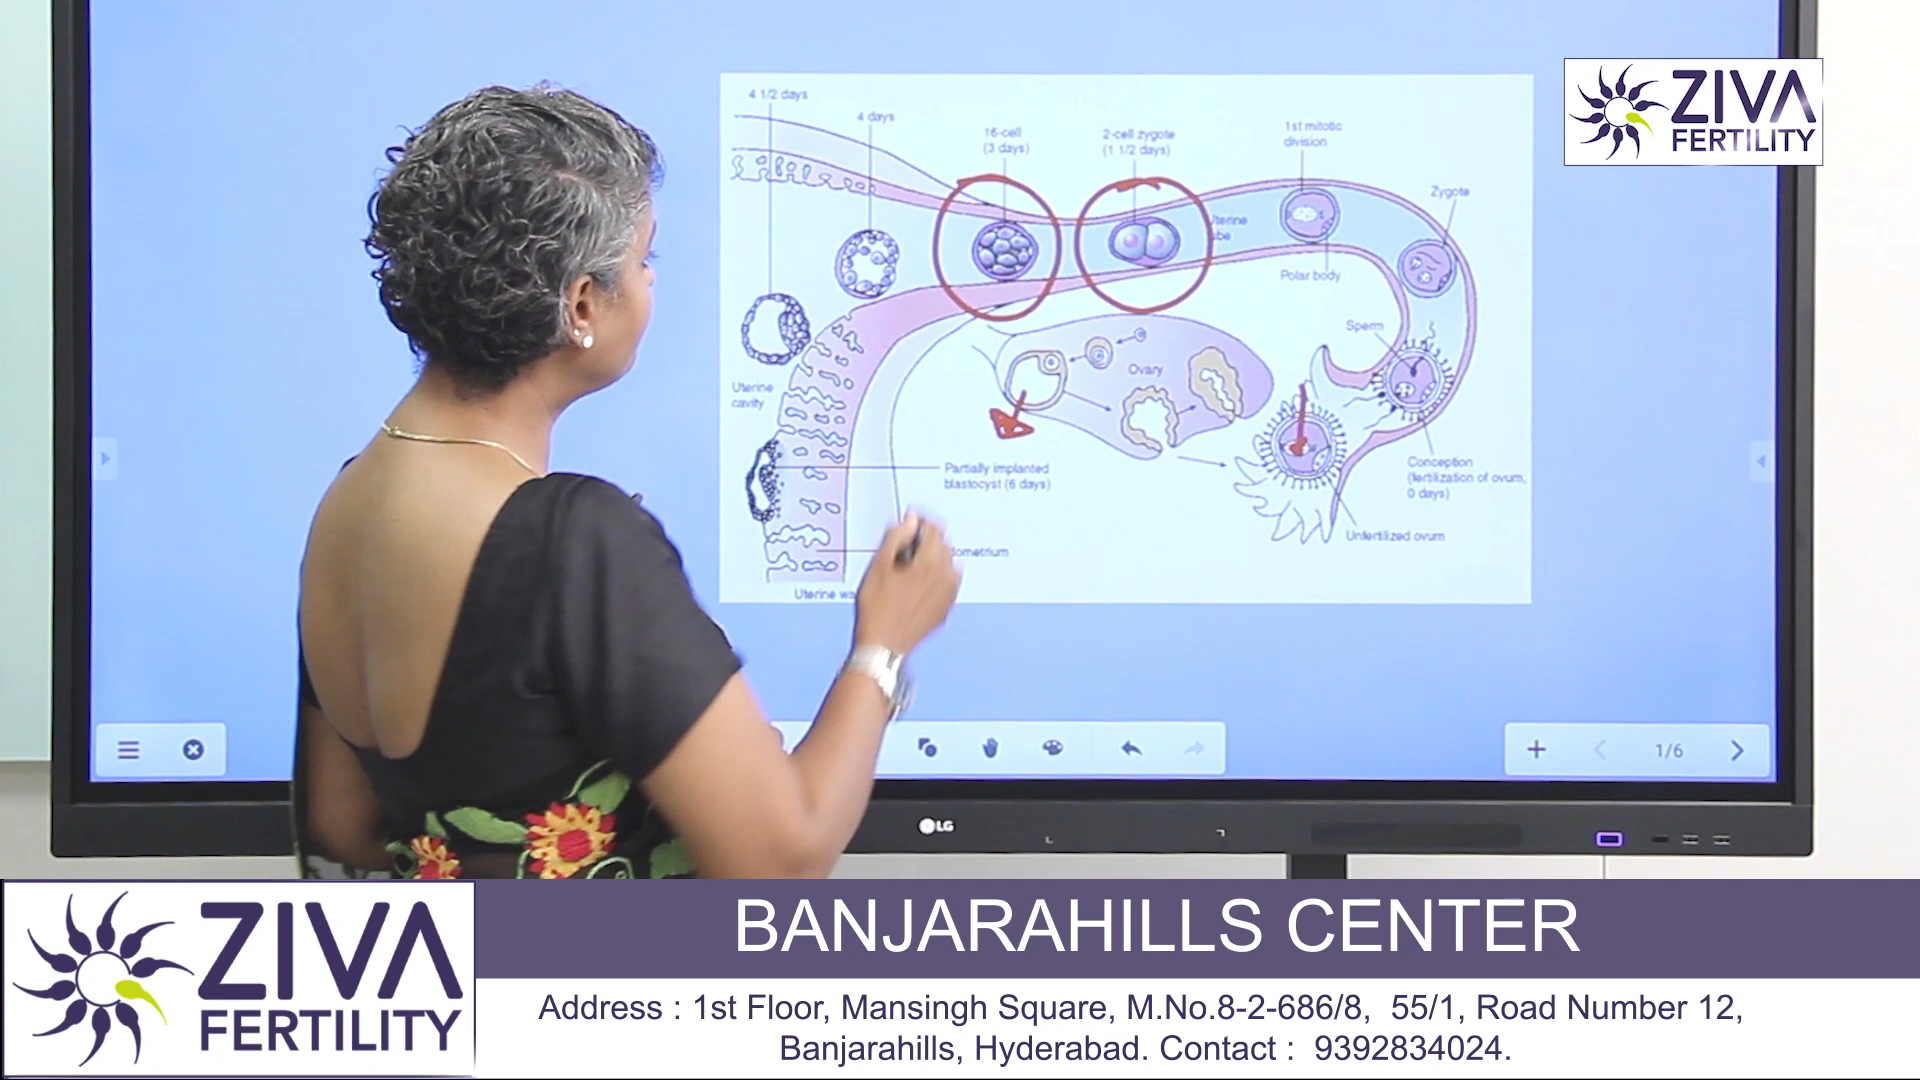 4 1/2 days
4 days
16-cell
(3 days)
2-cell zygote
(1 1/2 days)
1st mitotic
division
Zygote
ZIVA
FERTILITY
Uterine
Polar body
Sperm
Ovary
Uterine
cavity
Partially implanted
blastocyst (6 days)
Conception
(fertilization of ovum,
0 days)
Unfertilized ovum
Uterine
1/6
LG
ZIVA
FERTILITY
BANJARAHILLS CENTER
Address : 1st Floor, Mansingh Square, M.No.8-2-686/8, 55/1, Road Number 12,
Banjarahills, Hyderabad. Contact : 9392834024.